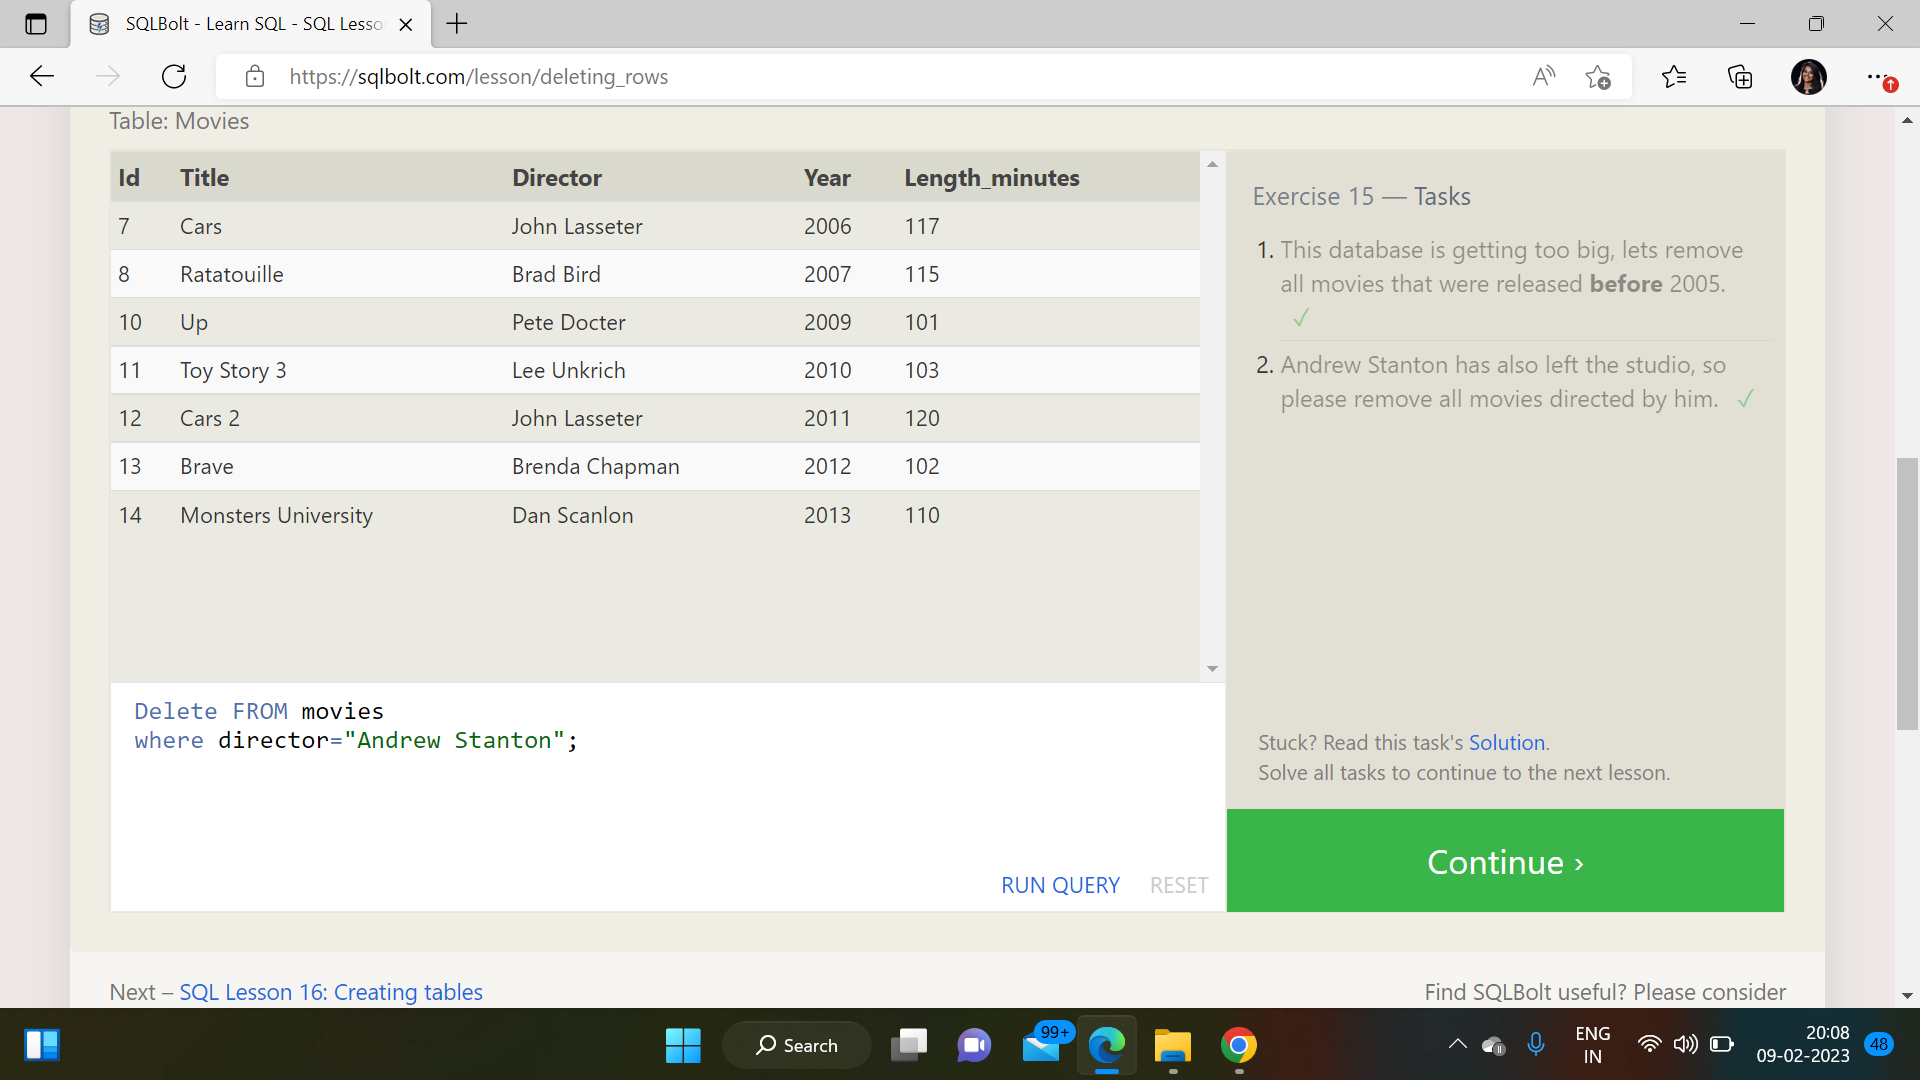 SQLBolt - Learn SQL - SQL Lesso
https://sqlbolt.com/lesson/deleting_rows
Table: Movies
Id Title Director Year Length_minutes
7 Cars John Lasseter 2006 117
8 Ratatouille Brad Bird 2007 115
10 Up Pete Docter 2009 101
11 Toy Story 3 Lee Unkrich 2010 103
12 Cars 2 John Lasseter 2011 120
13 Brave Brenda Chapman 2012 102
14 Monsters University Dan Scanlon 2013 110
Delete FROM movies
where director="Andrew Stanton";
RUN QUERY RESET
Exercise 15 — Tasks
1. This database is getting too big, lets remove
all movies that were released before 2005.
✓
2. Andrew Stanton has also left the studio, so
please remove all movies directed by him. ✓
Stuck? Read this task's Solution.
Solve all tasks to continue to the next lesson.
Continue ›
Next – SQL Lesson 16: Creating tables
Find SQLBolt useful? Please consider
Search
99+
ENG
IN
20:08
09-02-2023
48